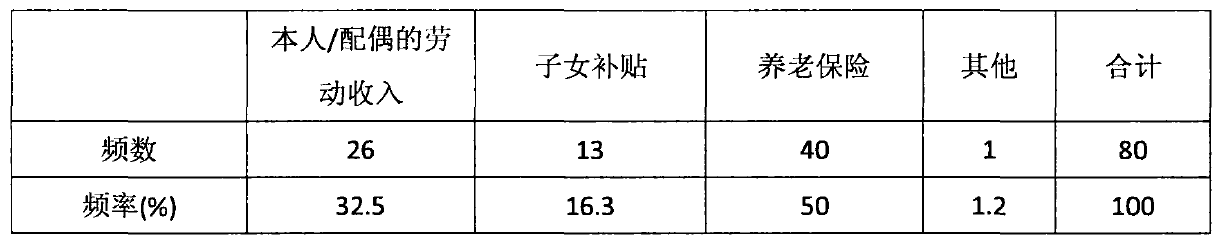 本人/配偶的劳动收入 子女补贴 养老保险 其他 合计
频数 26 13 40 1 80
频率(%) 32.5 16.3 50 1.2 100